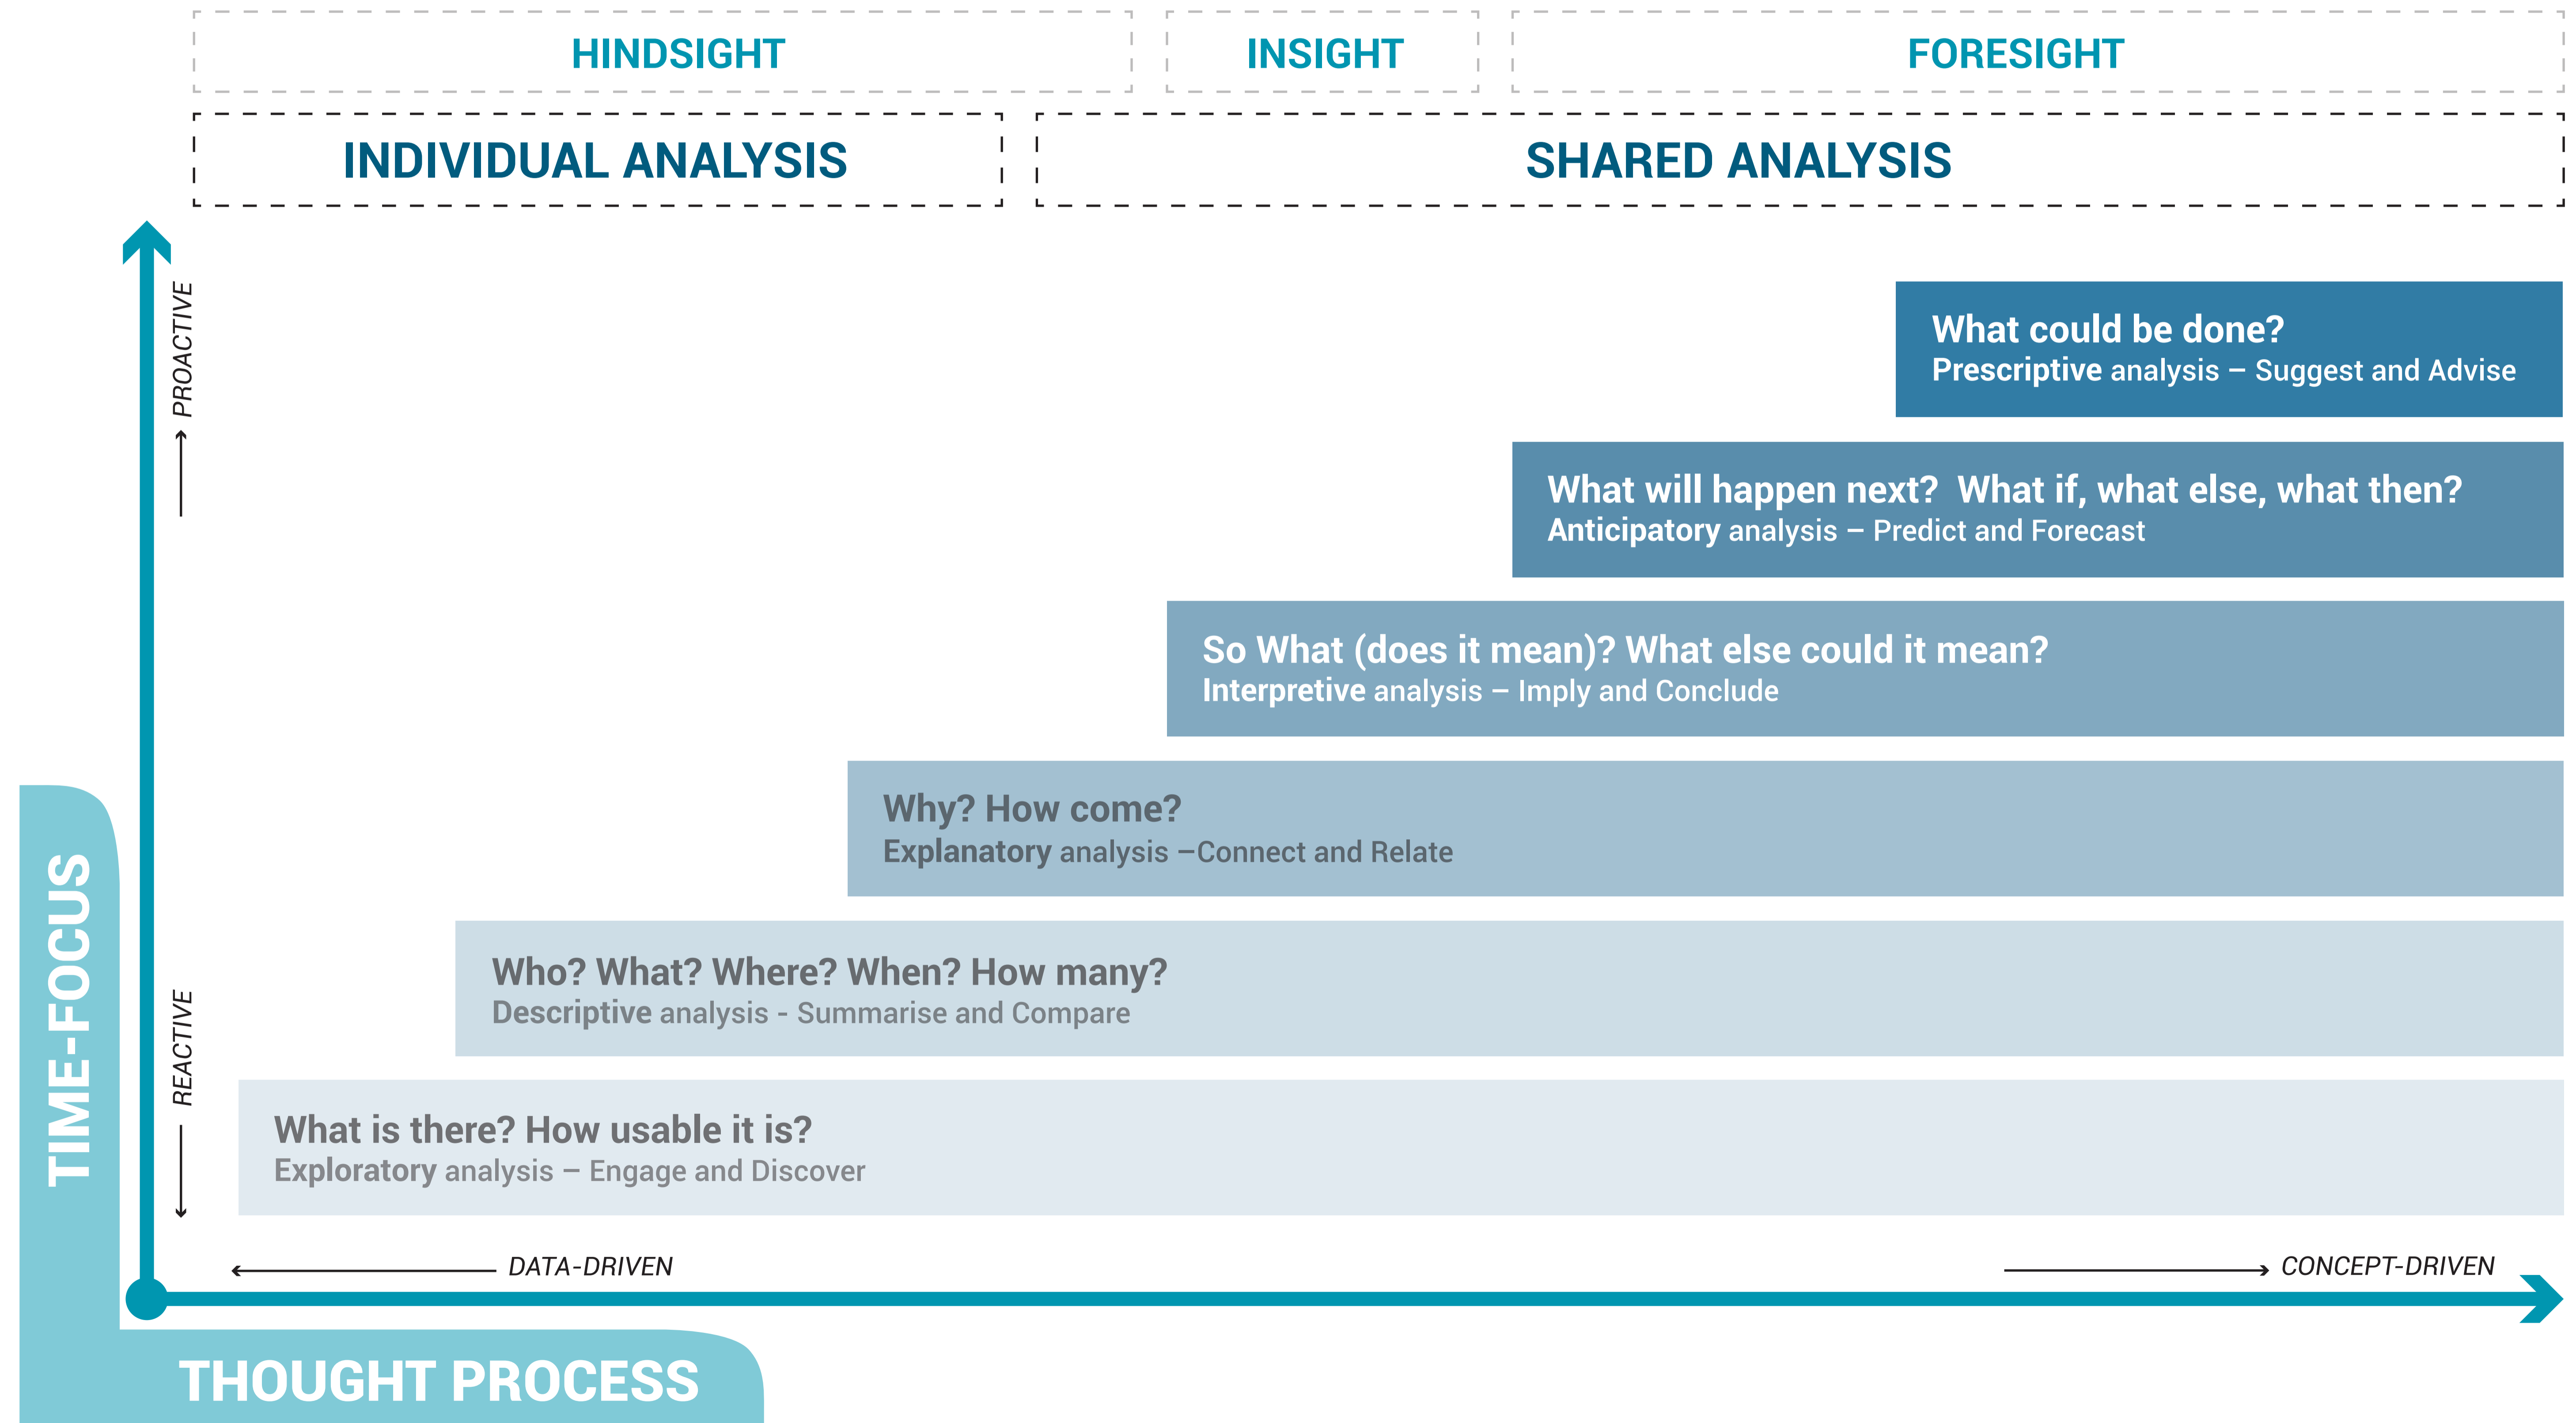 HINDSIGHT
INSIGHT
FORESIGHT
INDIVIDUAL ANALYSIS
SHARED ANALYSIS
PROACTIVE
What could be done?
Prescriptive analysis – Suggest and Advise
What will happen next?  What if, what else, what then?
Anticipatory analysis – Predict and Forecast
So What (does it mean)? What else could it mean?
Interpretive analysis – Imply and Conclude
Why? How come?
Explanatory analysis –Connect and Relate
Who? What? Where? When? How many?
Descriptive analysis - Summarise and Compare
What is there? How usable it is?
Exploratory analysis – Engage and Discover
REACTIVE
TIME-FOCUS
DATA-DRIVEN
CONCEPT-DRIVEN
THOUGHT PROCESS